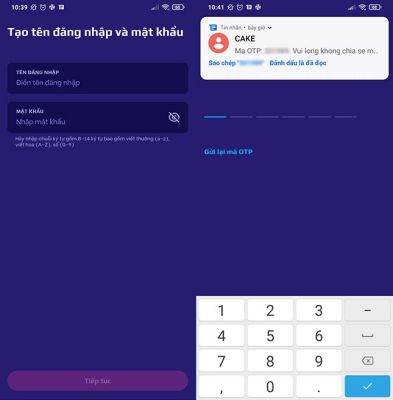 10:39
60
Tạo tên đăng nhập và mật khẩu
TÊN ĐĂNG NHẬP
Điền tên đăng nhập
MẬT KHẨU
Nhập mật khẩu
Hãy nhập chuỗi ký tự gồm 8-14 ký tự bao gồm viết thường (a-z),
viết hoa (A-Z), số (0-9)
Tiếp tục
10:41
60
Tin nhắn • bây giờ
CAKE
Ma OTP: Vui long khong chia se m...
Sao chép "
Đánh dấu là đã đọc
Gửi lại mã OTP
1 2 3 –
4 5 6
7 8 9
, 0 .